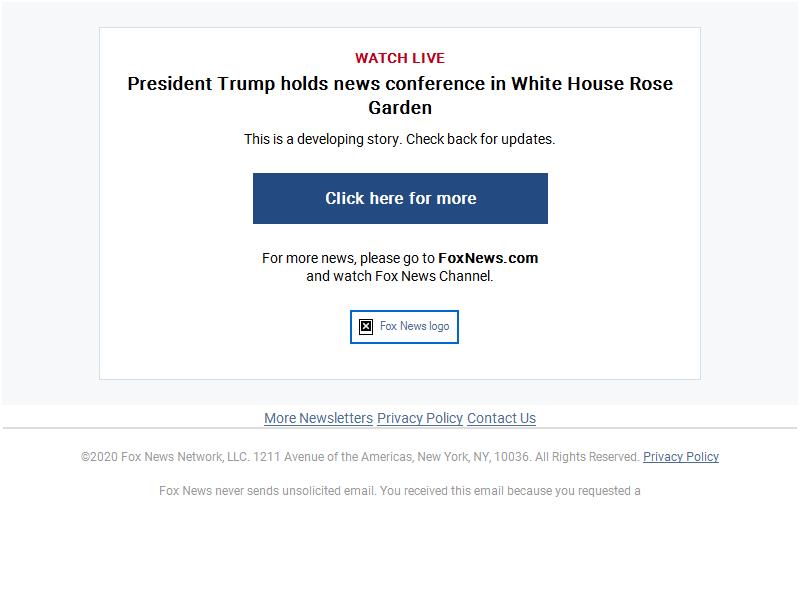 WATCH LIVE
President Trump holds news conference in White House Rose
Garden
This is a developing story. Check back for updates.
Click here for more
For more news, please go to FoxNews.com
and watch Fox News Channel.
Fox News logo
More Newsletters Privacy Policy Contact Us
©2020 Fox News Network, LLC. 1211 Avenue of the Americas, New York, NY, 10036. All Rights Reserved. Privacy Policy
Fox News never sends unsolicited email. You received this email because you requested a